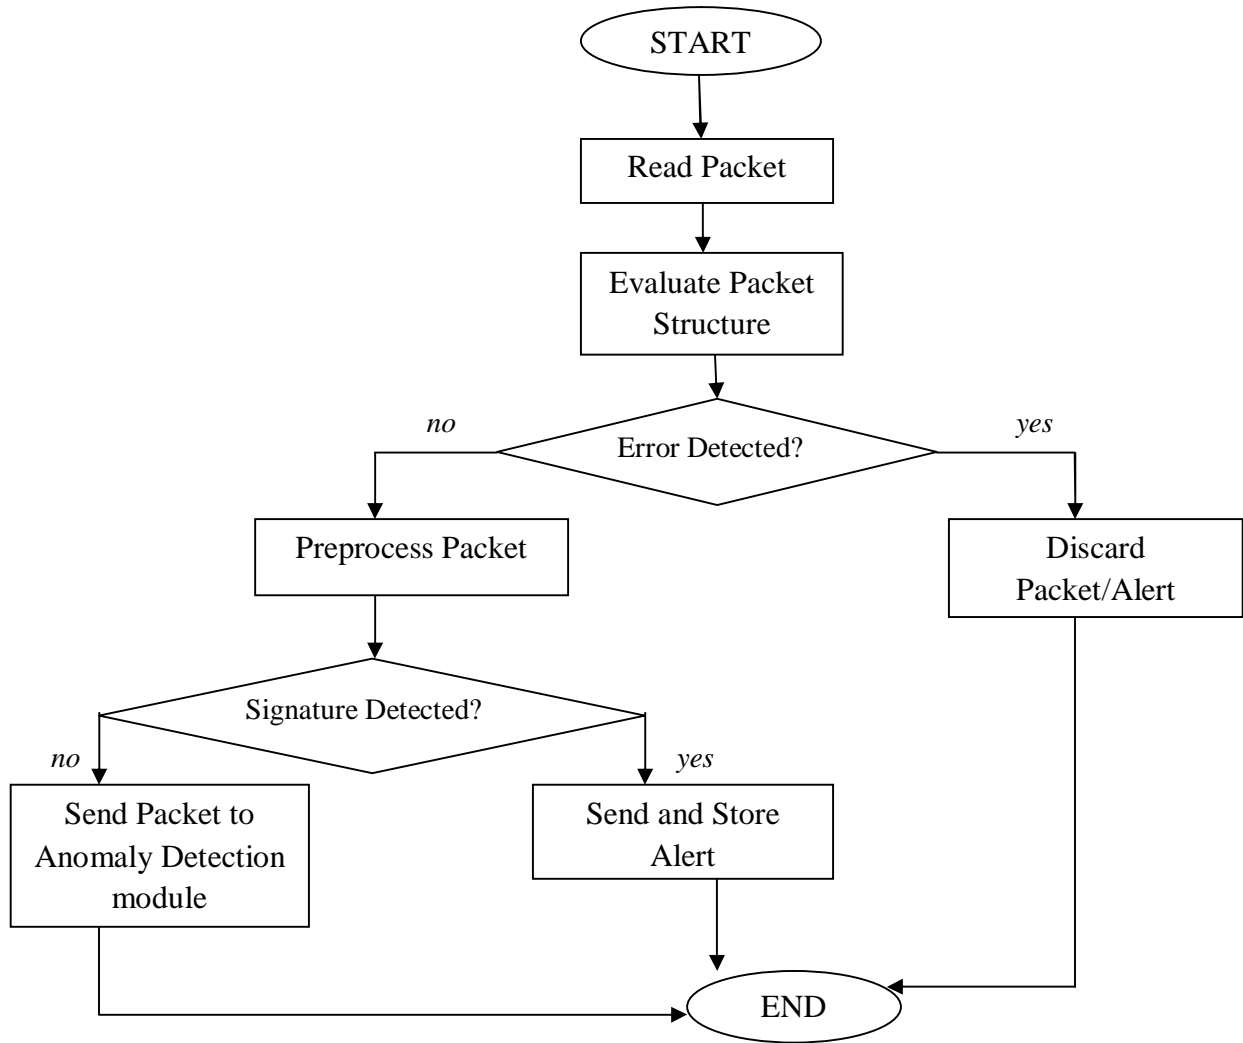 START
Read Packet
Evaluate Packet
Structure
no
Error Detected?
yes
Preprocess Packet
Discard
Packet/Alert
Signature Detected?
no
yes
Send Packet to
Anomaly Detection
module
Send and Store
Alert
END